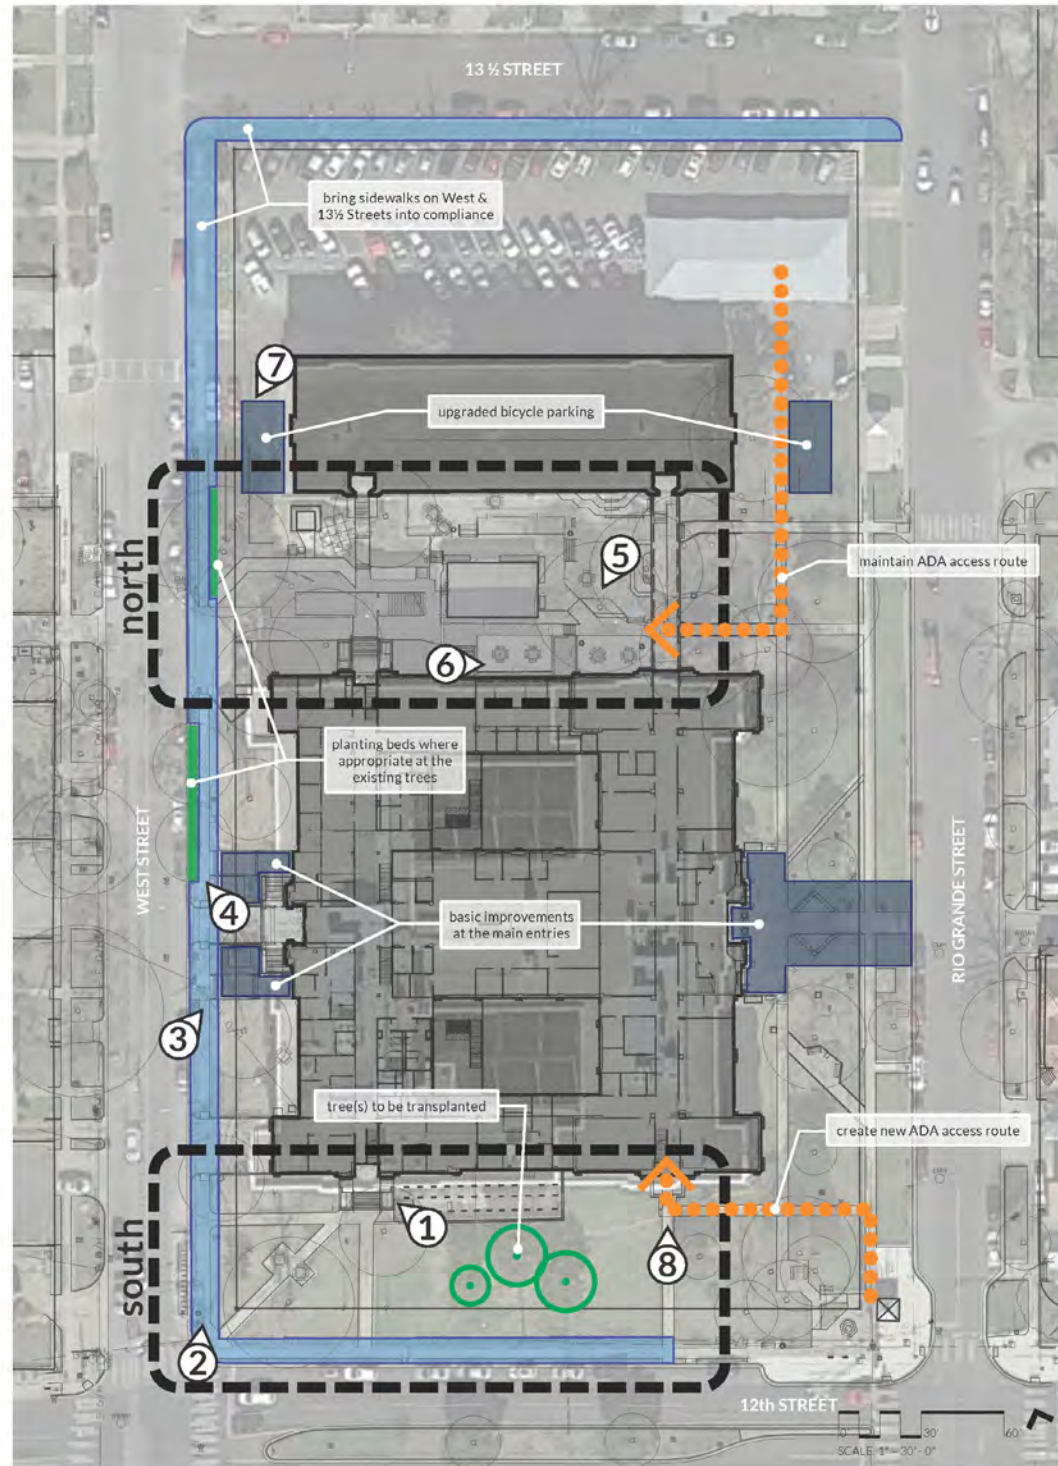 13 ½ STREET
bring sidewalks on West &
13½ Streets into compliance
7
upgraded bicycle parking
north
5
maintain ADA access route
6
planting beds where
appropriate at the
existing trees
WEST STREET
RIO GRANDE STREET
4
basic improvements
at the main entries
3
tree(s) to be transplanted
create new ADA access route
south
1
8
2
12th STREET
0' 30' 60'
SCALE: 1" = 30'- 0"